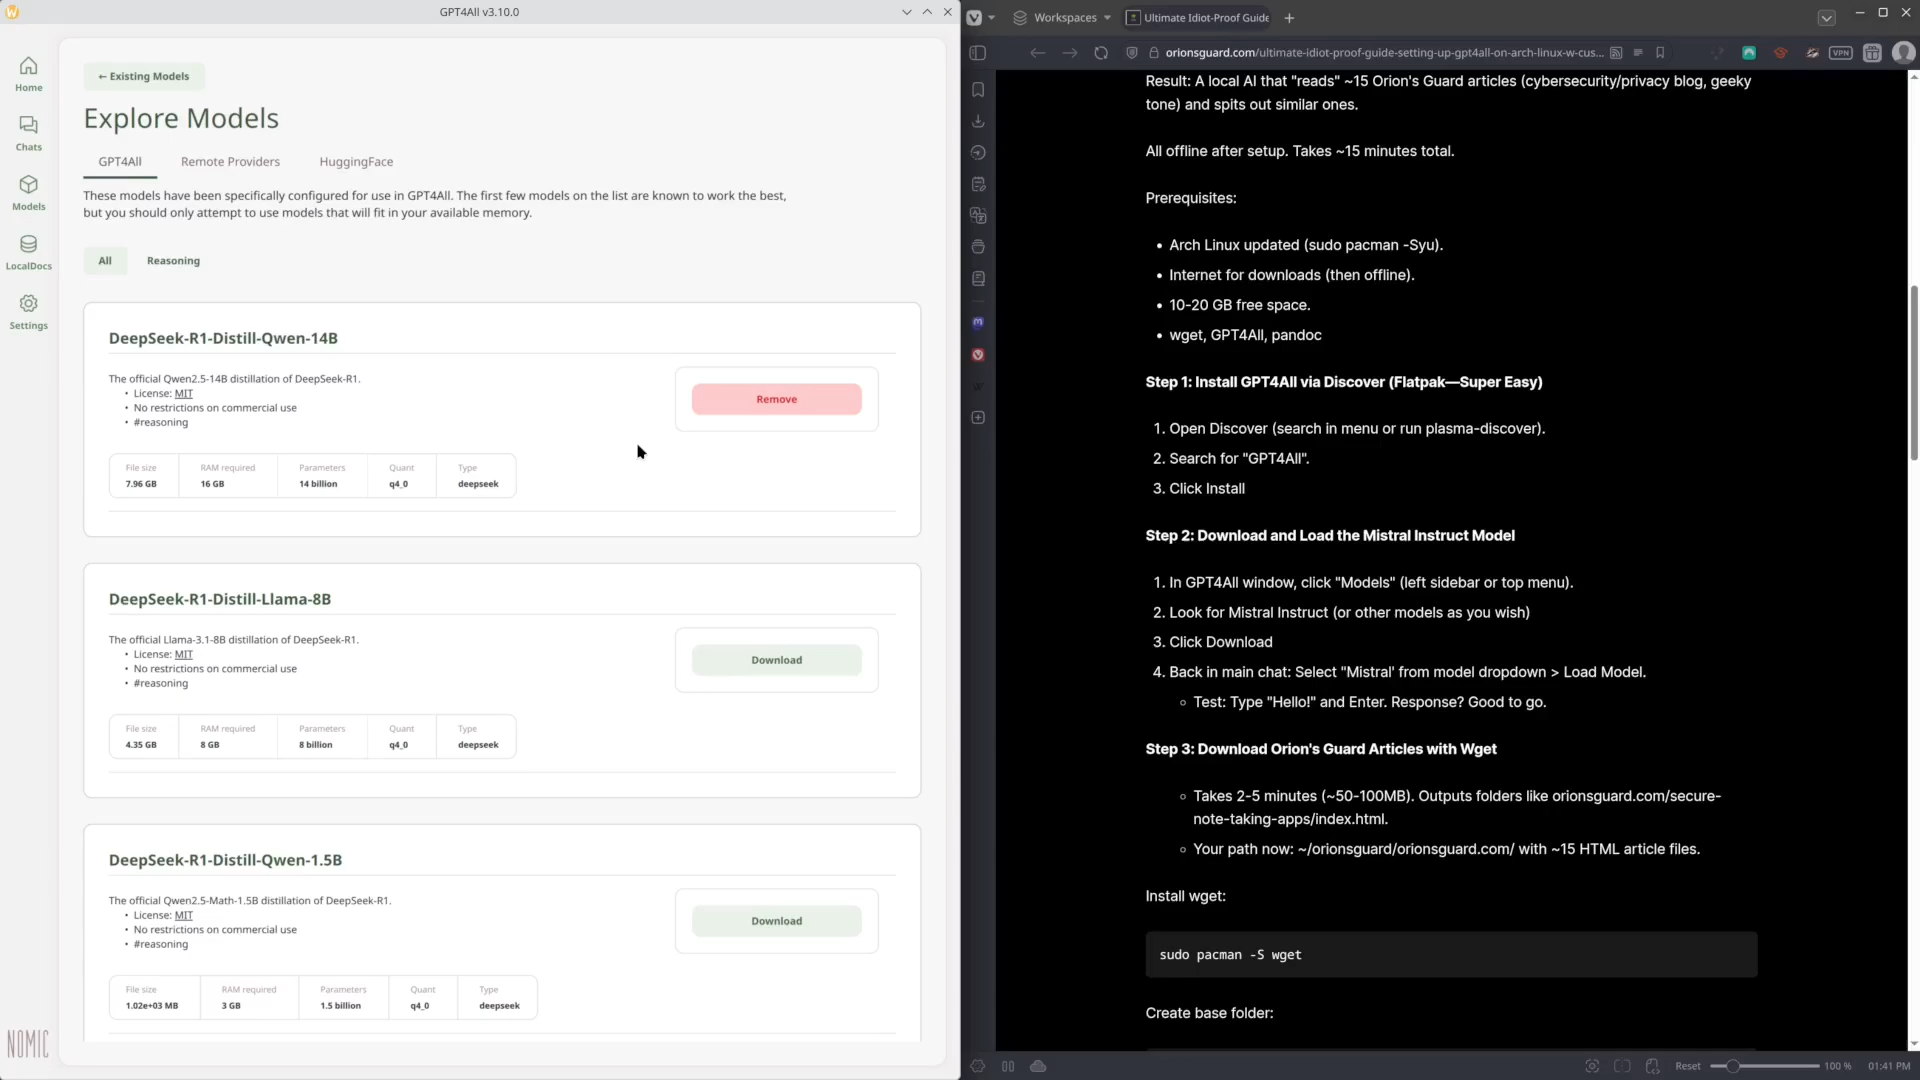 GPT4All v3.10.0
Home
Chats
Models
LocalDocs
Settings
NOMIC
← Existing Models
Explore Models
GPT4All
Remote Providers
HuggingFace
These models have been specifically configured for use in GPT4All. The first few models on the list are known to work the best,
but you should only attempt to use models that will fit in your available memory.
All
Reasoning
DeepSeek-R1-Distill-Qwen-14B
The official Qwen2.5-14B distillation of DeepSeek-R1.
• License: MIT
• No restrictions on commercial use
• #reasoning
Remove
File size RAM required Parameters Quant Type
7.96 GB 16 GB 14 billion q4_0 deepseek
DeepSeek-R1-Distill-Llama-8B
The official Llama-3.1-8B distillation of DeepSeek-R1.
• License: MIT
• No restrictions on commercial use
• #reasoning
Download
File size RAM required Parameters Quant Type
4.35 GB 8 GB 8 billion q4_0 deepseek
DeepSeek-R1-Distill-Qwen-1.5B
The official Qwen2.5-Math-1.5B distillation of DeepSeek-R1.
• License: MIT
• No restrictions on commercial use
• #reasoning
Download
File size RAM required Parameters Quant Type
1.02e+03 MB 3 GB 1.5 billion q4_0 deepseek
Workspaces
Ultimate Idiot-Proof Guide
orionsguard.com/ultimate-idiot-proof-guide-setting-up-gpt4all-on-arch-linux-w-cus...
VPN
Result: A local AI that "reads" ~15 Orion's Guard articles (cybersecurity/privacy blog, geeky
tone) and spits out similar ones.
All offline after setup. Takes ~15 minutes total.
Prerequisites:
• Arch Linux updated (sudo pacman -Syu).
• Internet for downloads (then offline).
• 10-20 GB free space.
• wget, GPT4All, pandoc
Step 1: Install GPT4All via Discover (Flatpak—Super Easy)
1. Open Discover (search in menu or run plasma-discover).
2. Search for "GPT4All".
3. Click Install
Step 2: Download and Load the Mistral Instruct Model
1. In GPT4All window, click "Models" (left sidebar or top menu).
2. Look for Mistral Instruct (or other models as you wish)
3. Click Download
4. Back in main chat: Select "Mistral' from model dropdown > Load Model.
Test: Type "Hello!" and Enter. Response? Good to go.
Step 3: Download Orion's Guard Articles with Wget
Takes 2-5 minutes (~50-100MB). Outputs folders like orionsguard.com/secure-
note-taking-apps/index.html.
Your path now: ~/orionsguard/orionsguard.com/ with ~15 HTML article files.
Install wget:
sudo pacman -S wget
Create base folder:
Reset
100 %
01:41 PM